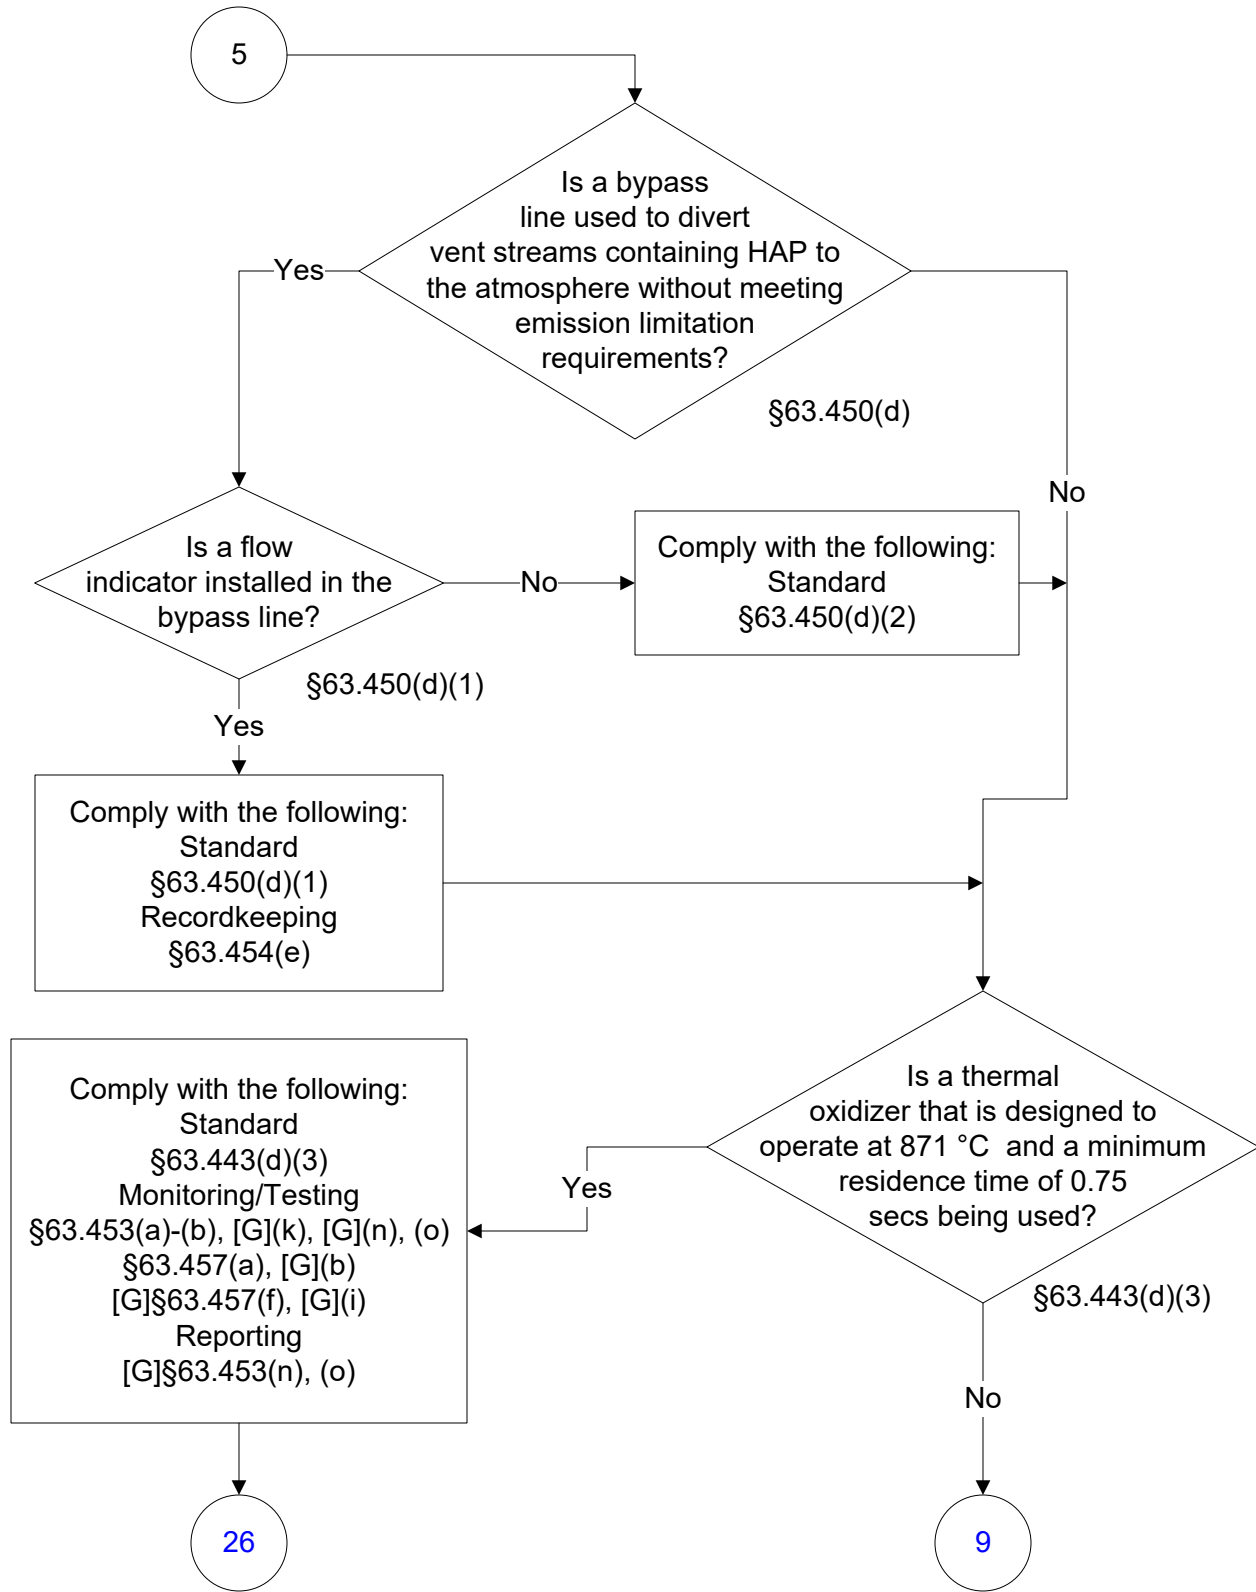 5
Is a bypass
line used to divert
vent streams containing HAP to
the atmosphere without meeting
emission limitation
requirements?
Yes
§63.450(d)
No
Is a flow
indicator installed in the
bypass line?
No
Comply with the following:
Standard
§63.450(d)(2)
§63.450(d)(1)
Yes
Comply with the following:
Standard
§63.450(d)(1)
Recordkeeping
§63.454(e)
Is a thermal
oxidizer that is designed to
operate at 871 °C and a minimum
residence time of 0.75
secs being used?
Yes
§63.443(d)(3)
Comply with the following:
Standard
§63.443(d)(3)
Monitoring/Testing
§63.453(a)-(b), [G](k), [G](n), (o)
§63.457(a), [G](b)
[G]§63.457(f), [G](i)
Reporting
[G]§63.453(n), (o)
No
26
9